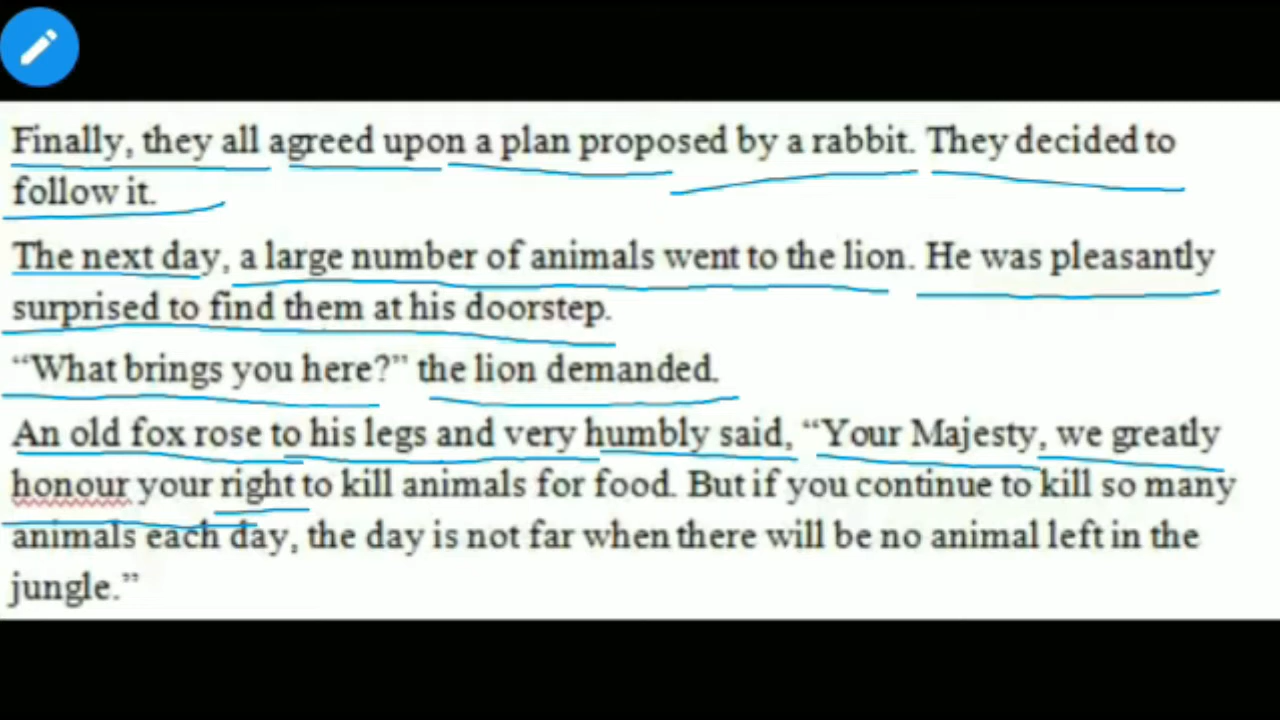 Finally, they all agreed upon a plan proposed by a rabbit. They decided to
follow it.
The next day, a large number of animals went to the lion. He was pleasantly
surprised to find them at his doorstep.
“What brings you here?” the lion demanded.
An old fox rose to his legs and very humbly said, “Your Majesty, we greatly
honour your right to kill animals for food. But if you continue to kill so many
animals each day, the day is not far when there will be no animal left in the
jungle.”